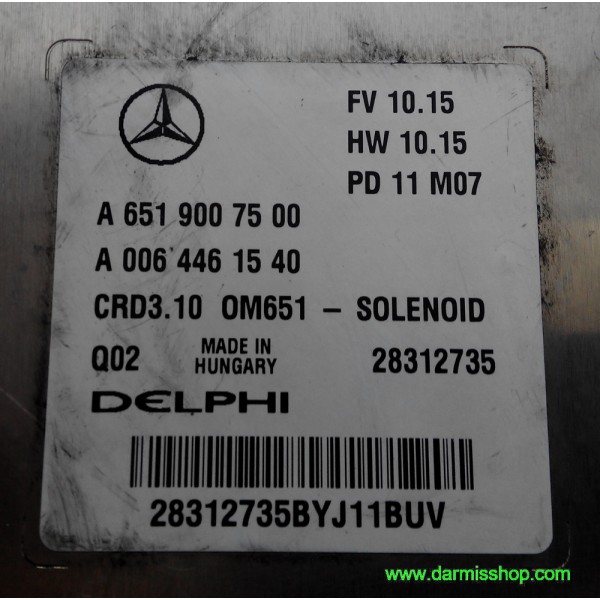 FV 10.15
HW 10.15
PD 11 M07
A 651 900 75 00
A 006 446 15 40
CRD3.10 OM651 – SOLENOID
Q02 MADE IN HUNGARY 28312735
DELPHI
28312735BYJ11BUV
www.darmisshop.com